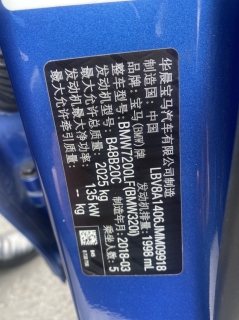 华晨宝马汽车有限公司制造
制造国：中国
品牌：宝马(BMW)牌
整车型号：BMW7200LF(BMW320i)
发动机型号：B48B20C
最大允许总质量：2025 kg
发动机最大净功率：135 kW
最大允许牵引质量：-- kg
LBV8A1406JMM09918
发动机排量：1998 mL
制造年月：2018-03
乘坐人数：5